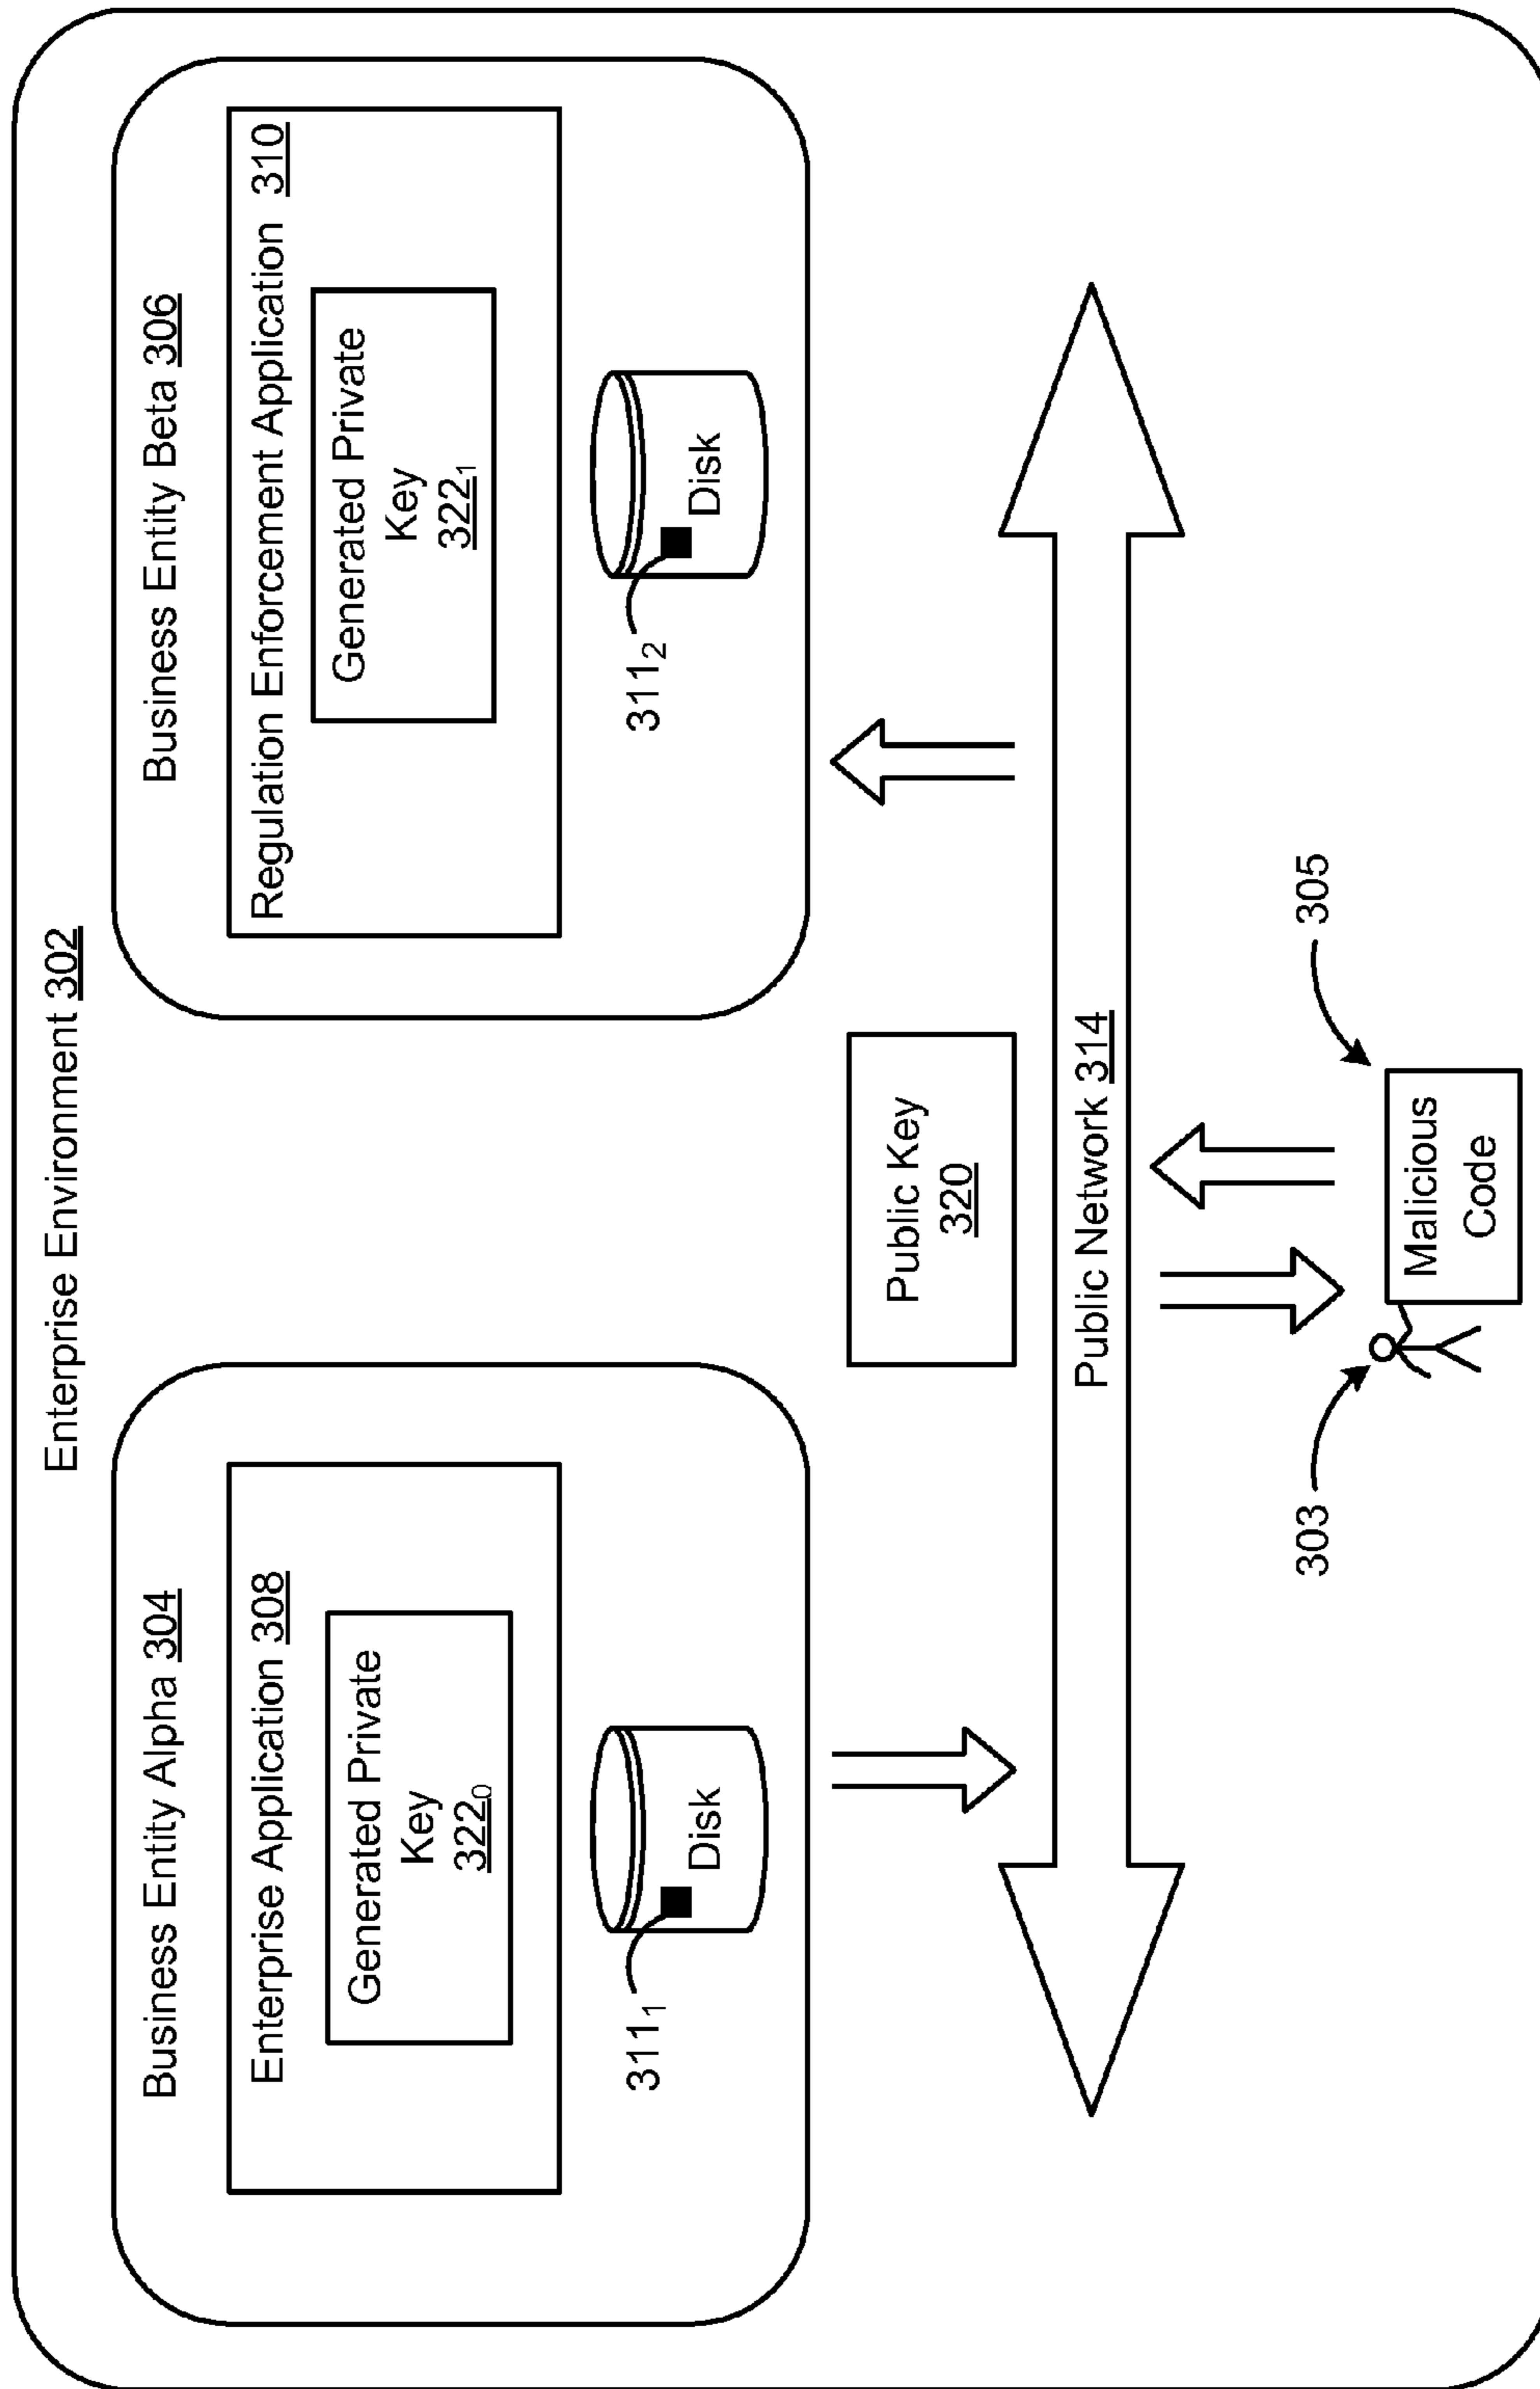 Enterprise Environment 302
Business Entity Alpha 304
Enterprise Application 308
Generated Private
Key
322₀
311₁
Disk
Business Entity Beta 306
Regulation Enforcement Application 310
Generated Private
Key
322₁
311₂
Disk
Public Key
320
Public Network 314
303
305
Malicious
Code